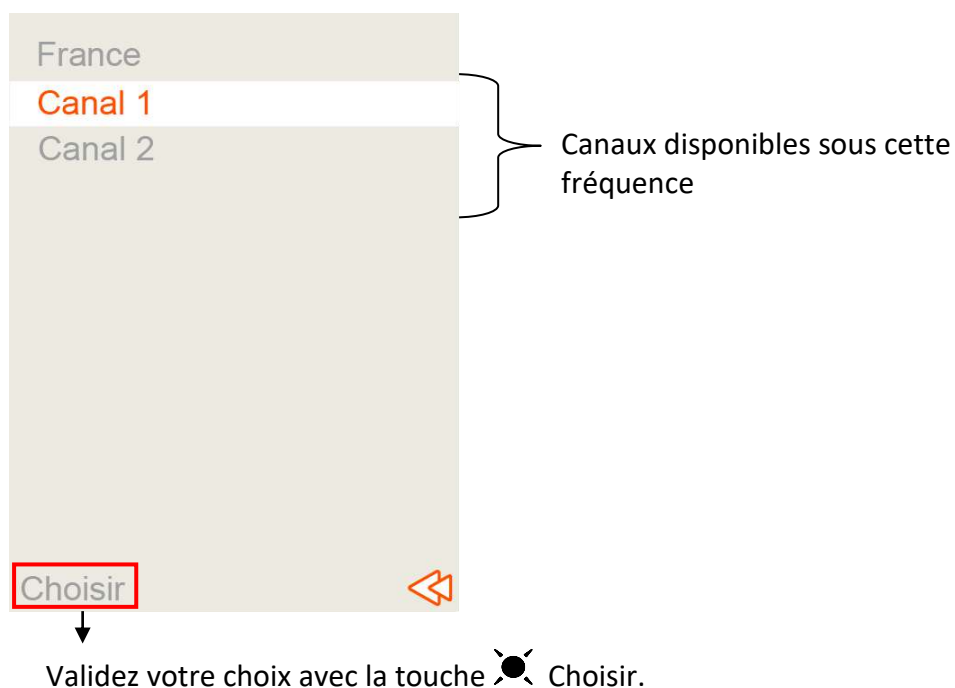 France
Canal 1
Canal 2
Canaux disponibles sous cette
fréquence
Choisir
Validez votre choix avec la touche Choisir.